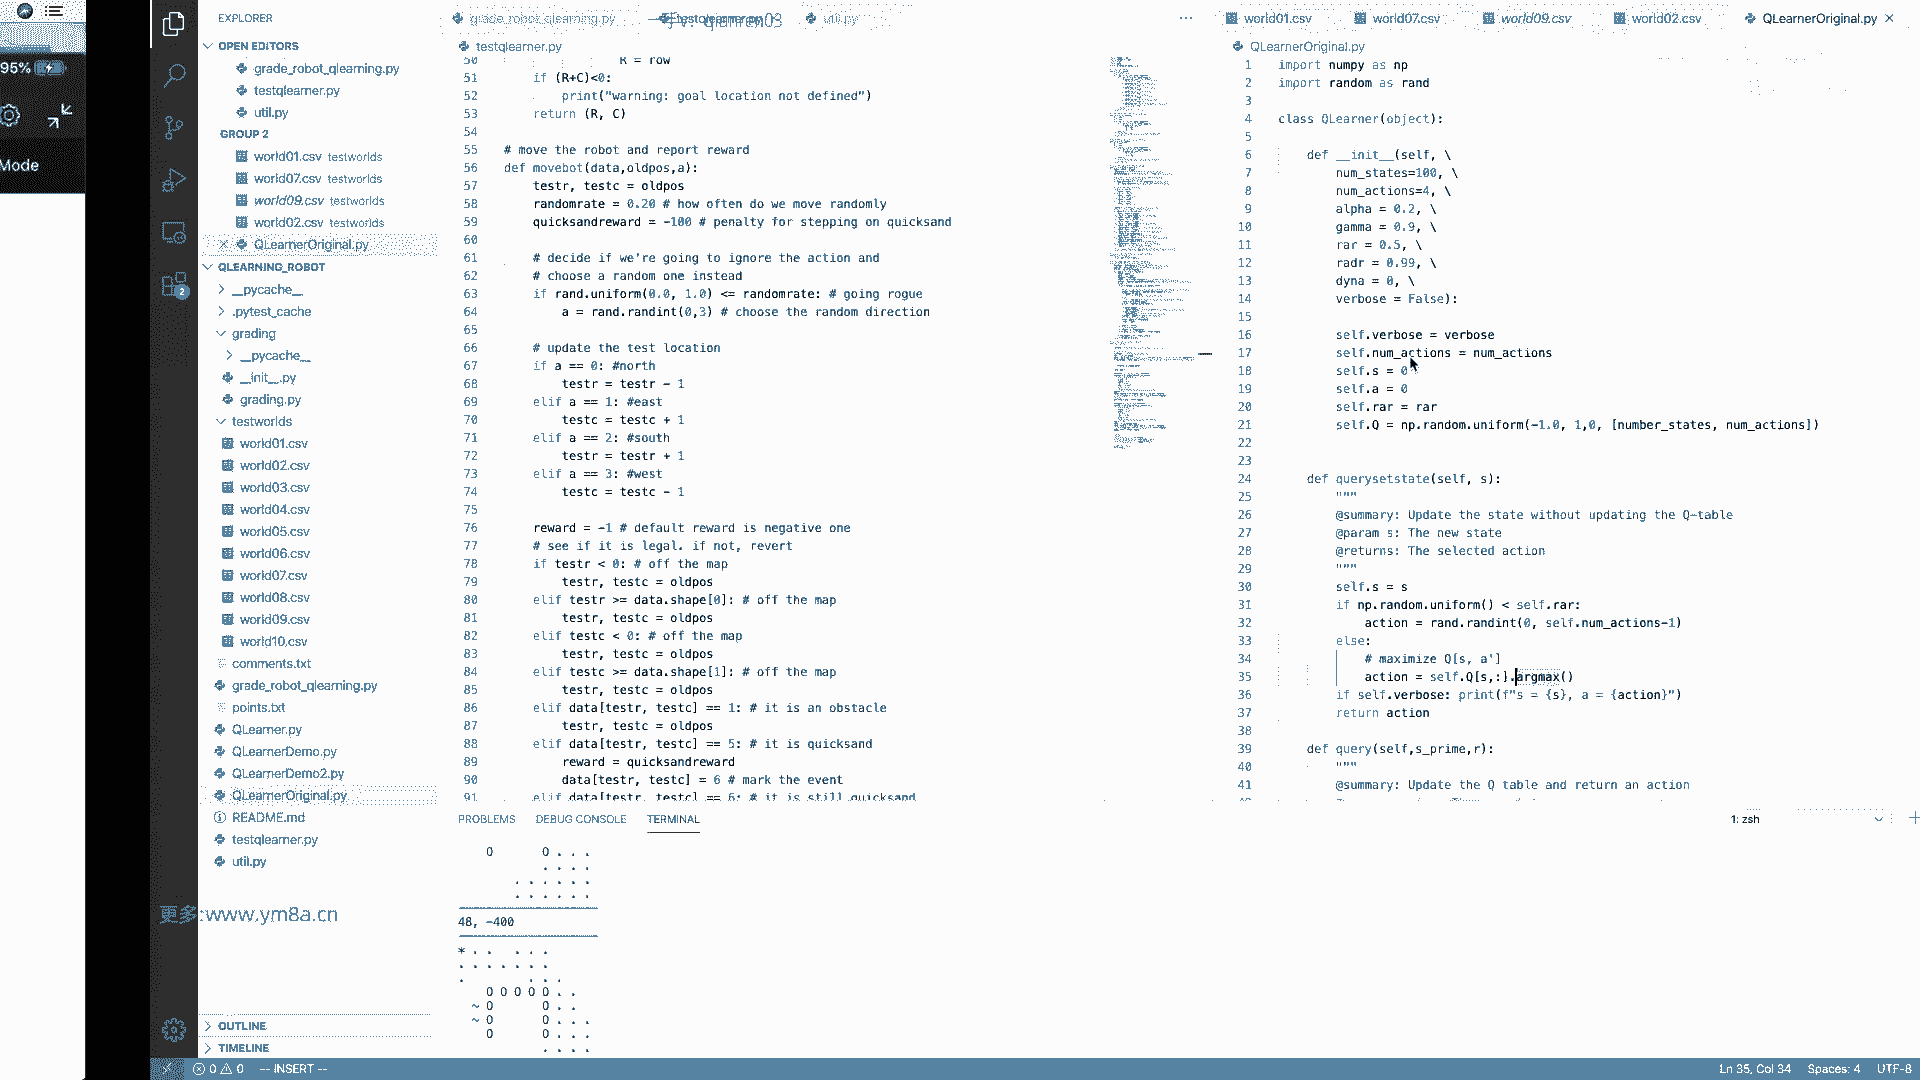 95%
Mode
EXPLORER
OPEN EDITORS
grade_robot_qlearning.py
testqlearner.py
util.py
GROUP 2
world01.csv testworlds
world07.csv testworlds
world09.csv testworlds
world02.csv testworlds
QLearnerOriginal.py
QLEARNING_ROBOT
__pycache__
.pytest_cache
grading
__pycache__
__init__.py
grading.py
testworlds
world01.csv
world02.csv
world03.csv
world04.csv
world05.csv
world06.csv
world07.csv
world08.csv
world09.csv
world10.csv
comments.txt
grade_robot_qlearning.py
points.txt
QLearner.py
QLearnerDemo.py
QLearnerDemo2.py
QLearnerOriginal.py
README.md
testqlearner.py
util.py
更多:www.ym8a.cn
OUTLINE
TIMELINE
grade_robot_qlearning.py
util.py
testqlearner.py
50 R = row
51 if (R+C)<0:
52 print("warning: goal location not defined")
53 return (R, C)
54
55 # move the robot and report reward
56 def movebot(data,oldpos,a):
57 testr, testc = oldpos
58 randomrate = 0.20 # how often do we move randomly
59 quicksandreward = -100 # penalty for stepping on quicksand
60
61 # decide if we're going to ignore the action and
62 # choose a random one instead
63 if rand.uniform(0.0, 1.0) <= randomrate: # going rogue
64 a = rand.randint(0,3) # choose the random direction
65
66 # update the test location
67 if a == 0: #north
68 testr = testr - 1
69 elif a == 1: #east
70 testc = testc + 1
71 elif a == 2: #south
72 testr = testr + 1
73 elif a == 3: #west
74 testc = testc - 1
75
76 reward = -1 # default reward is negative one
77 # see if it is legal. if not, revert
78 if testr < 0: # off the map
79 testr, testc = oldpos
80 elif testr >= data.shape[0]: # off the map
81 testr, testc = oldpos
82 elif testc < 0: # off the map
83 testr, testc = oldpos
84 elif testc >= data.shape[1]: # off the map
85 testr, testc = oldpos
86 elif data[testr, testc] == 1: # it is an obstacle
87 testr, testc = oldpos
88 elif data[testr, testc] == 5: # it is quicksand
89 reward = quicksandreward
90 data[testr, testc] = 6 # mark the event
91 elif data[testr, testc] == 6: # it is still quicksand
world01.csv
world07.csv
world09.csv
world02.csv
QLearnerOriginal.py
QLearnerOriginal.py
1 import numpy as np
2 import random as rand
3
4 class QLearner(object):
5
6 def __init__(self, \
7 num_states=100, \
8 num_actions=4, \
9 alpha = 0.2, \
10 gamma = 0.9, \
11 rar = 0.5, \
12 radr = 0.99, \
13 dyna = 0, \
14 verbose = False):
15
16 self.verbose = verbose
17 self.num_actions = num_actions
18 self.s = 0
19 self.a = 0
20 self.rar = rar
21 self.Q = np.random.uniform(-1.0, 1,0, [number_states, num_actions])
22
23
24 def querysetstate(self, s):
25 """
26 @summary: Update the state without updating the Q-table
27 @param s: The new state
28 @returns: The selected action
29 """
30 self.s = s
31 if np.random.uniform() < self.rar:
32 action = rand.randint(0, self.num_actions-1)
33 else:
34 # maximize Q[s, a']
35 action = self.Q[s,:].argmax()
36 if self.verbose: print(f"s = {s}, a = {action}")
37 return action
38
39 def query(self,s_prime,r):
40 """
41 @summary: Update the Q table and return an action
PROBLEMS DEBUG CONSOLE TERMINAL
1: zsh
O O . . .
. . . .
. . . . . .
. . . . . .
48, -400
* . . . .
. . . . . . .
. . . .
O O O O O . .
~ O O . .
~ O O . . .
O O . . .
. . . .
0 0 -- INSERT --
Ln 35, Col 34 Spaces: 4 UTF-8